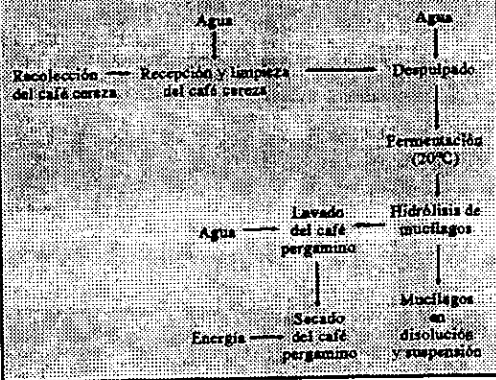 Agua
Agua
Recolección
del café cereza
Recepción y limpieza
del café cereza
Despulpado
Fermentación
(20°C)
Hidrólisis de
mucílagos
Lavado
del café
pergamino
Agua
Mucílagos
en
disolución
y suspensión
Secado
del café
pergamino
Energía